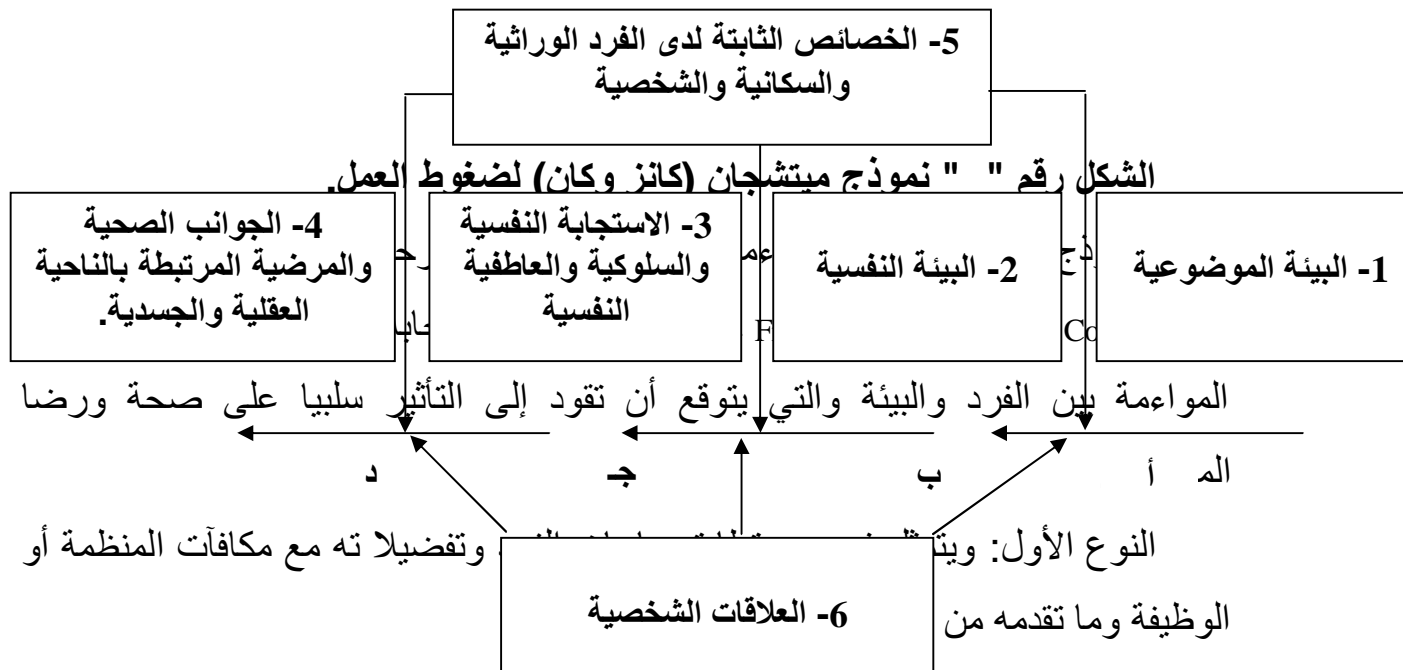 5- الخصائص الثابتة لدى الفرد الوراثية
والسكانية والشخصية
الشكل رقم " " نموذج ميتشجان (كانز وكان) لضغوط العمل.
1- البيئة الموضوعية
2- البيئة النفسية
3- الاستجابة النفسية
والسلوكية والعاطفية
النفسية
4- الجوانب الصحية
والمرضية المرتبطة بالناحية
العقلية والجسدية.
المواءمة بين الفرد والبيئة والتي يتوقع أن تقود إلى التأثير سلبيا على صحة ورضا
أ ب جـ د
النوع الأول: وتفضيلا ته مع مكافآت المنظمة أو
الوظيفة وما تقدمه من
6- العلاقات الشخصية